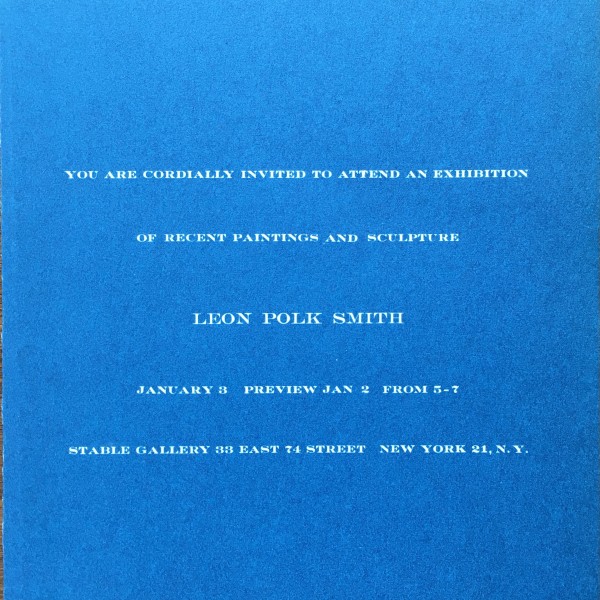 YOU ARE CORDIALLY INVITED TO ATTEND AN EXHIBITION
OF RECENT PAINTINGS AND SCULPTURE
LEON POLK SMITH
JANUARY 3 PREVIEW JAN 2 FROM 5-7
STABLE GALLERY 33 EAST 74 STREET NEW YORK 21, N.Y.